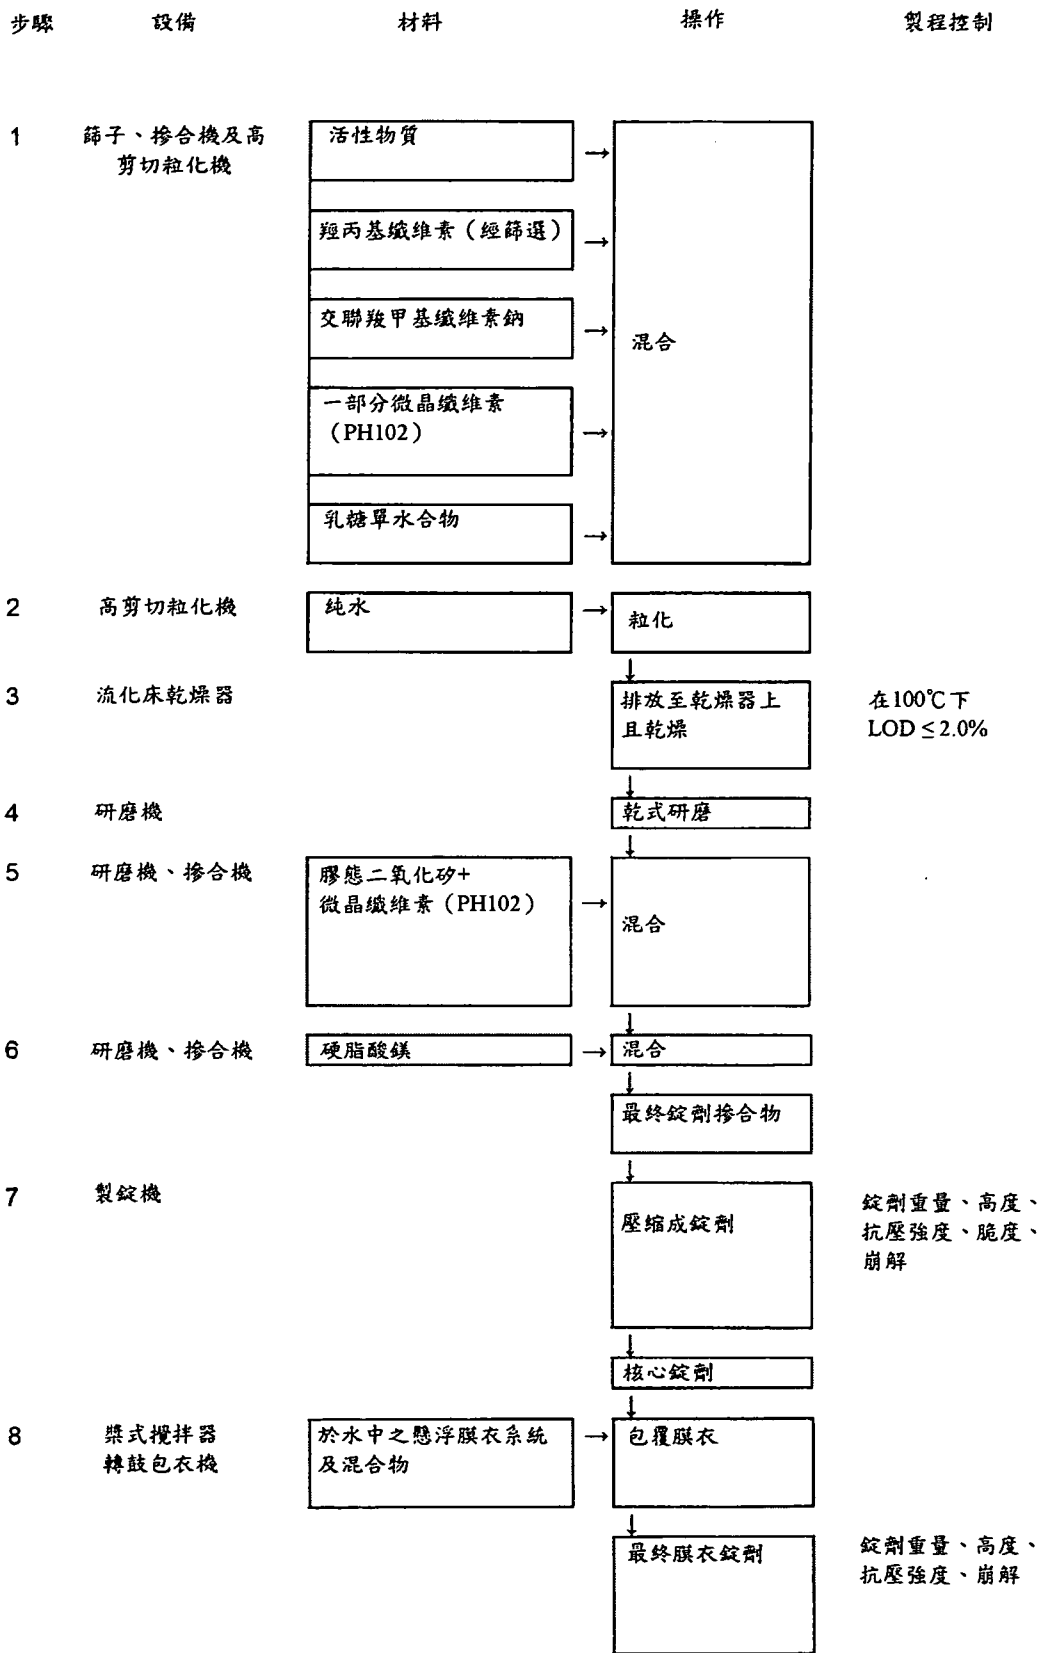 步驟 設備 材料 操作 製程控制
1 篩子、摻合機及高 活性物質 →
剪切粒化機
羥丙基纖維素（經篩選） →
交聯羧甲基纖維素鈉 →
混合
一部分微晶纖維素
（PH102） →
乳糖單水合物 →
2 高剪切粒化機 純水 → 粒化
3 流化床乾燥器 排放至乾燥器上 在100℃下
且乾燥 LOD ≤ 2.0%
4 研磨機 乾式研磨
5 研磨機、摻合機 膠態二氧化矽+
微晶纖維素（PH102） → 混合
6 研磨機、摻合機 硬脂酸鎂 → 混合
最終錠劑摻合物
7 製錠機 壓縮成錠劑 錠劑重量、高度、
抗壓強度、脆度、
崩解
核心錠劑
8 槳式攪拌器 於水中之懸浮膜衣系統 → 包覆膜衣
轉鼓包衣機 及混合物
最終膜衣錠劑 錠劑重量、高度、
抗壓強度、崩解